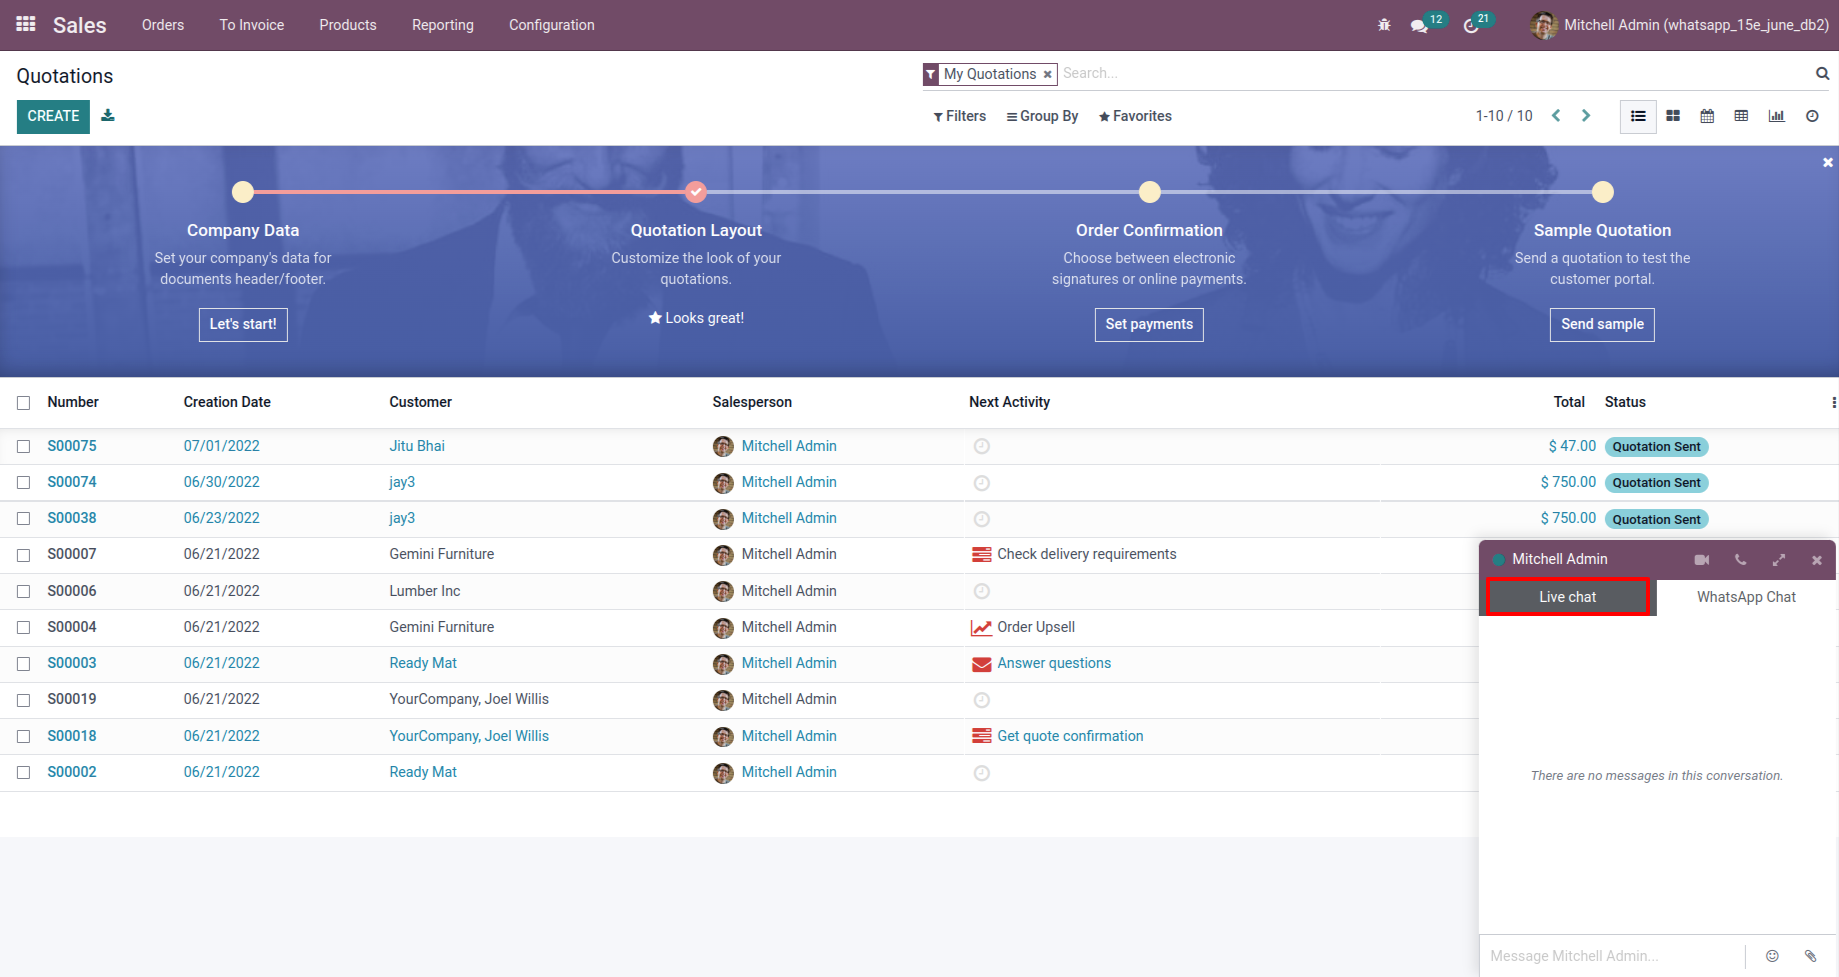 Sales Orders To Invoice Products Reporting Configuration 12 21 Mitchell Admin (whatsapp_15e_june_db2)
Quotations My Quotations Search...
CREATE Filters Group By Favorites 1-10 / 10
Company Data
Set your company's data for
documents header/footer.
Let's start!
Quotation Layout
Customize the look of your
quotations.
Looks great!
Order Confirmation
Choose between electronic
signatures or online payments.
Set payments
Sample Quotation
Send a quotation to test the
customer portal.
Send sample
Number Creation Date Customer Salesperson Next Activity Total Status
S00075 07/01/2022 Jitu Bhai Mitchell Admin $ 47.00 Quotation Sent
S00074 06/30/2022 jay3 Mitchell Admin $ 750.00 Quotation Sent
S00038 06/23/2022 jay3 Mitchell Admin $ 750.00 Quotation Sent
S00007 06/21/2022 Gemini Furniture Mitchell Admin Check delivery requirements
S00006 06/21/2022 Lumber Inc Mitchell Admin
S00004 06/21/2022 Gemini Furniture Mitchell Admin Order Upsell
S00003 06/21/2022 Ready Mat Mitchell Admin Answer questions
S00019 06/21/2022 YourCompany, Joel Willis Mitchell Admin
S00018 06/21/2022 YourCompany, Joel Willis Mitchell Admin Get quote confirmation
S00002 06/21/2022 Ready Mat Mitchell Admin
Mitchell Admin
Live chat WhatsApp Chat
There are no messages in this conversation.
Message Mitchell Admin...